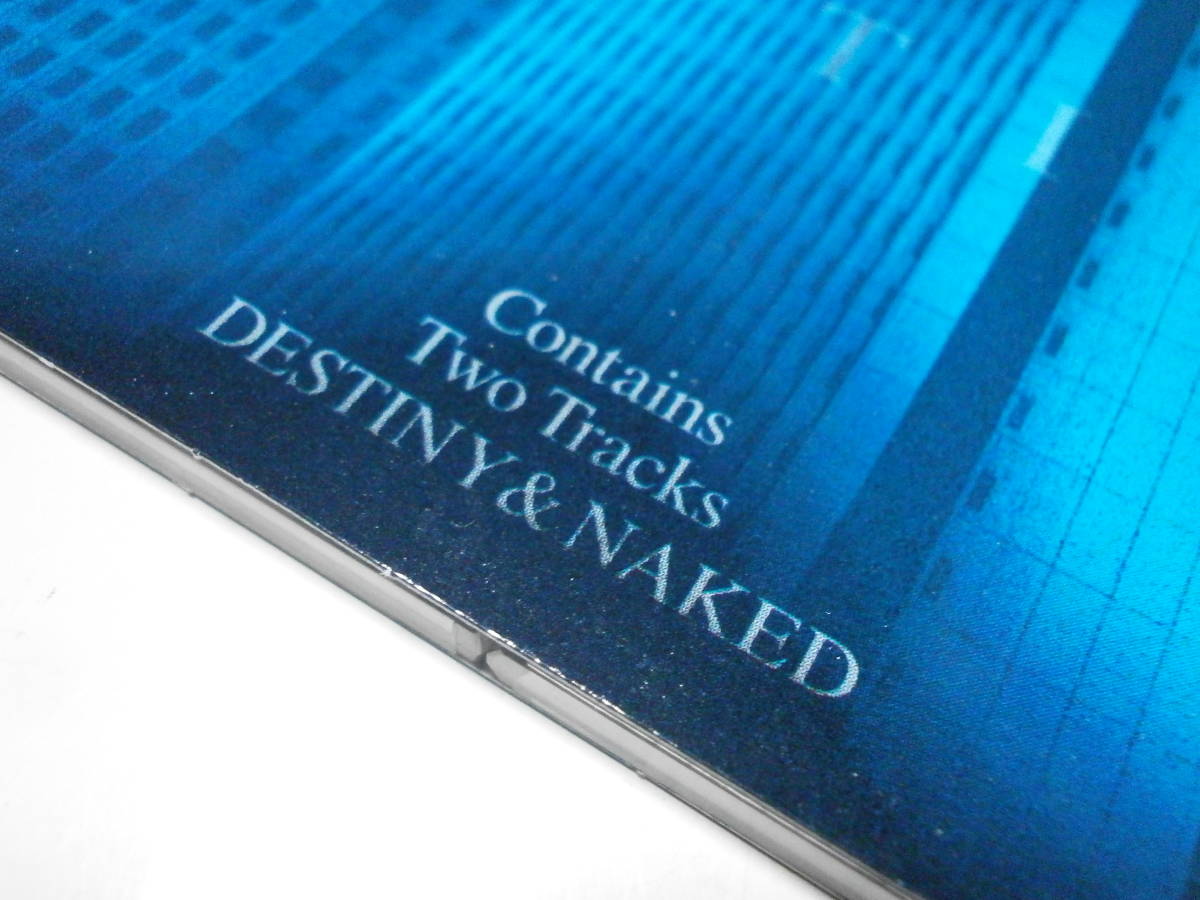 T I
Contains
Two Tracks
DESTINY & NAKED